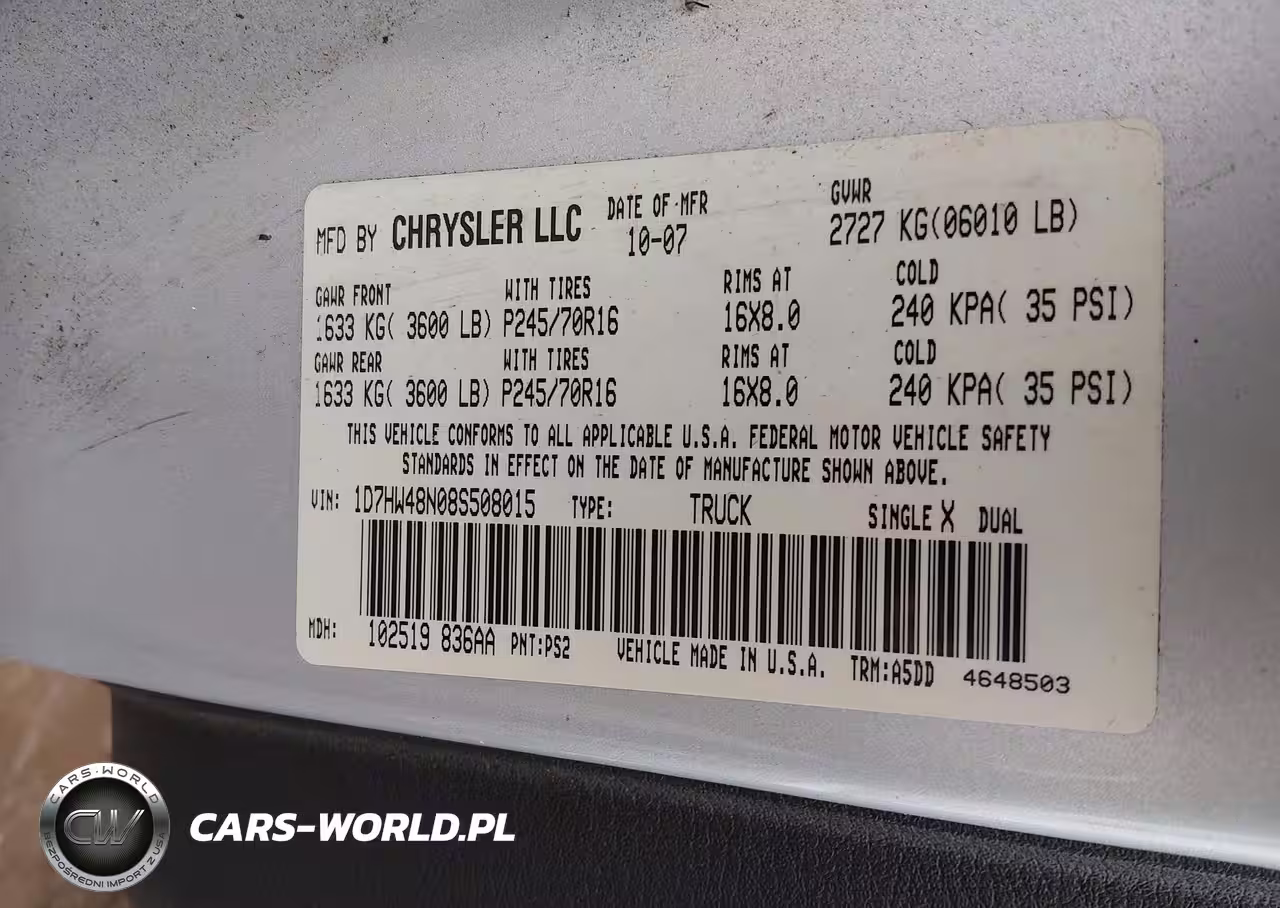 MFD BY CHRYSLER LLC DATE OF MFR GVWR
10-07 2727 KG(06010 LB)
GAWR FRONT WITH TIRES RIMS AT COLD
1633 KG( 3600 LB) P245/70R16 16X8.0 240 KPA( 35 PSI)
GAWR REAR WITH TIRES RIMS AT COLD
1633 KG( 3600 LB) P245/70R16 16X8.0 240 KPA( 35 PSI)
THIS VEHICLE CONFORMS TO ALL APPLICABLE U.S.A. FEDERAL MOTOR VEHICLE SAFETY
STANDARDS IN EFFECT ON THE DATE OF MANUFACTURE SHOWN ABOVE.
VIN: 1D7HW48N08S508015 TYPE: TRUCK SINGLE X DUAL
MDH: 102519 836AA PNT:PS2 VEHICLE MADE IN U.S.A. TRM:A5DD 4648503
CARS-WORLD
CW
BEZPOŚREDNI IMPORT Z USA
CARS-WORLD.PL